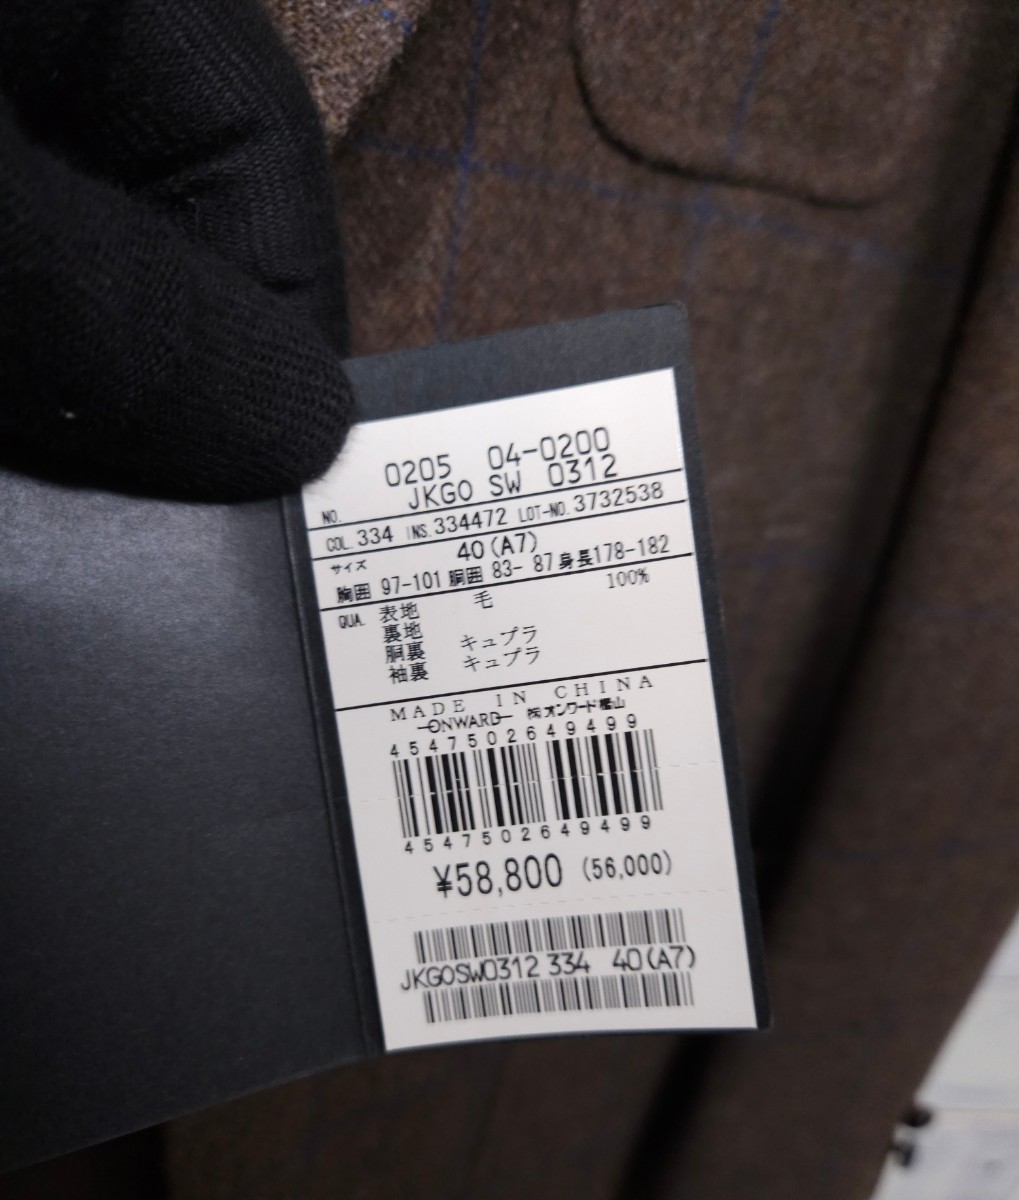 0205 04-0200
NO. JKGO SW 0312
COL. 334 INS. 334472 LOT-NO. 3732538
サイズ 40(A7)
胸囲 97-101 胴囲 83- 87 身長 178-182
QUA. 表地 毛 100%
裏地
胴裏 キュプラ
袖裏 キュプラ
MADE IN CHINA
ONWARD ㈱オンワード樫山
4547502649499
4547502649499
¥58,800 (56,000)
JKGOSW0312 334 40(A7)